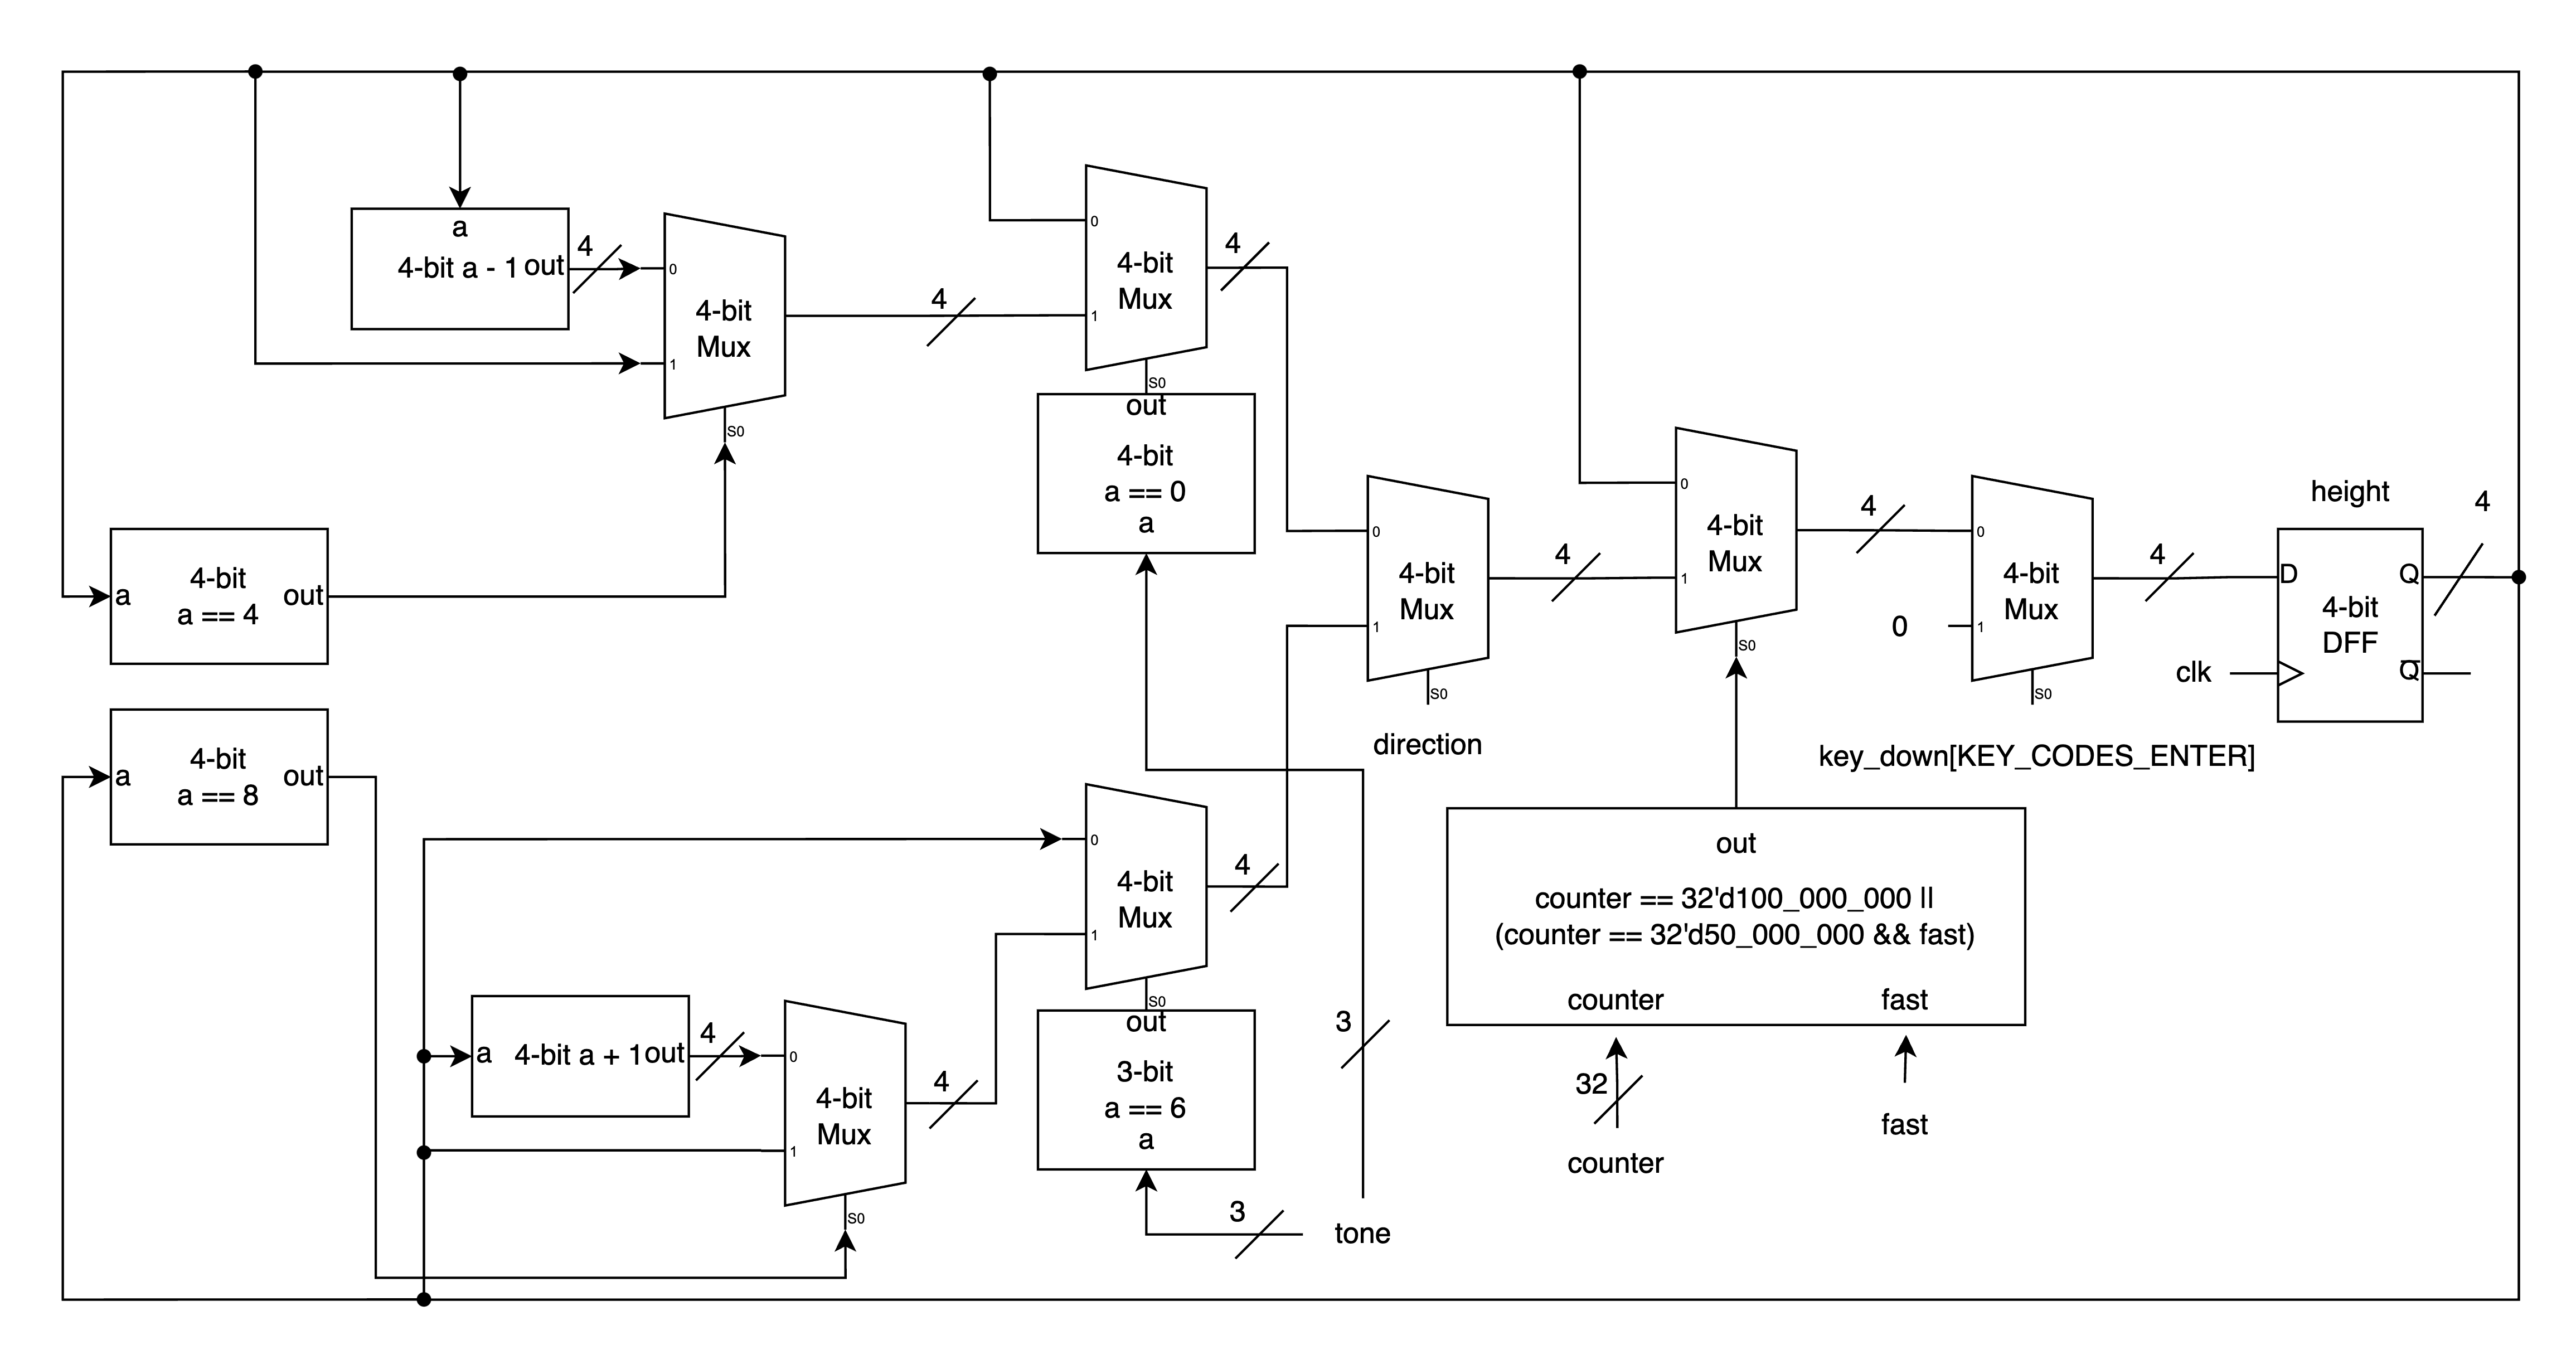 a
4-bit a - 1 out
4
0
1
4-bit
Mux
S0
4
0
1
4-bit
Mux
S0
4
out
4-bit
a == 0
a
a
4-bit
a == 4
out
a
4-bit
a == 8
out
0
1
4-bit
Mux
S0
direction
4
0
1
4-bit
Mux
S0
4
0
0
1
4-bit
Mux
S0
key_down[KEY_CODES_ENTER]
4
height
D
Q
4-bit
DFF
Q
clk
4
0
1
4-bit
Mux
S0
4
a
4-bit a + 1 out
4
0
1
4-bit
Mux
S0
4
out
3-bit
a == 6
a
3
3
tone
out
counter == 32'd100_000_000 ||
(counter == 32'd50_000_000 && fast)
counter
fast
32
counter
fast